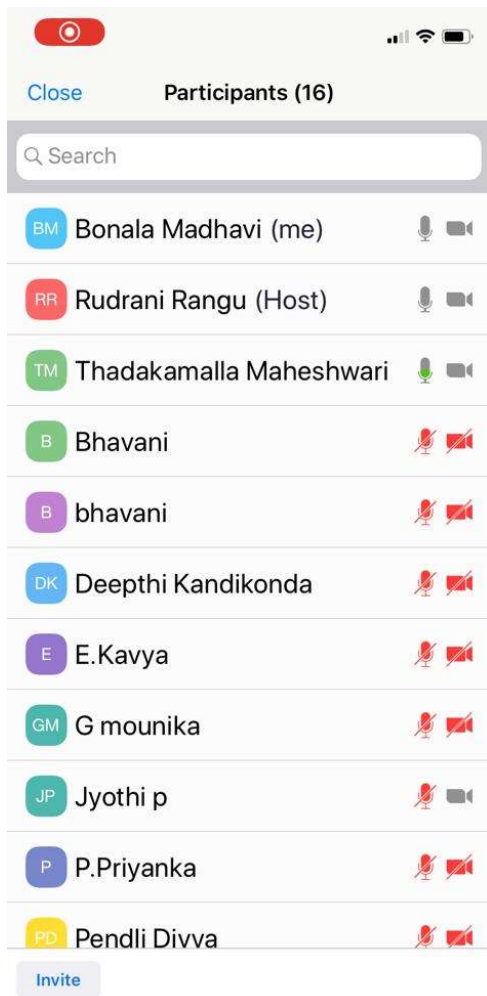 Close Participants (16)
Search
BM Bonala Madhavi (me)
RR Rudrani Rangu (Host)
TM Thadakamalla Maheshwari
B Bhavani
B bhavani
DK Deepthi Kandikonda
E E.Kavya
GM G mounika
JP Jyothi p
P P.Priyanka
PD Pendli Divya
Invite